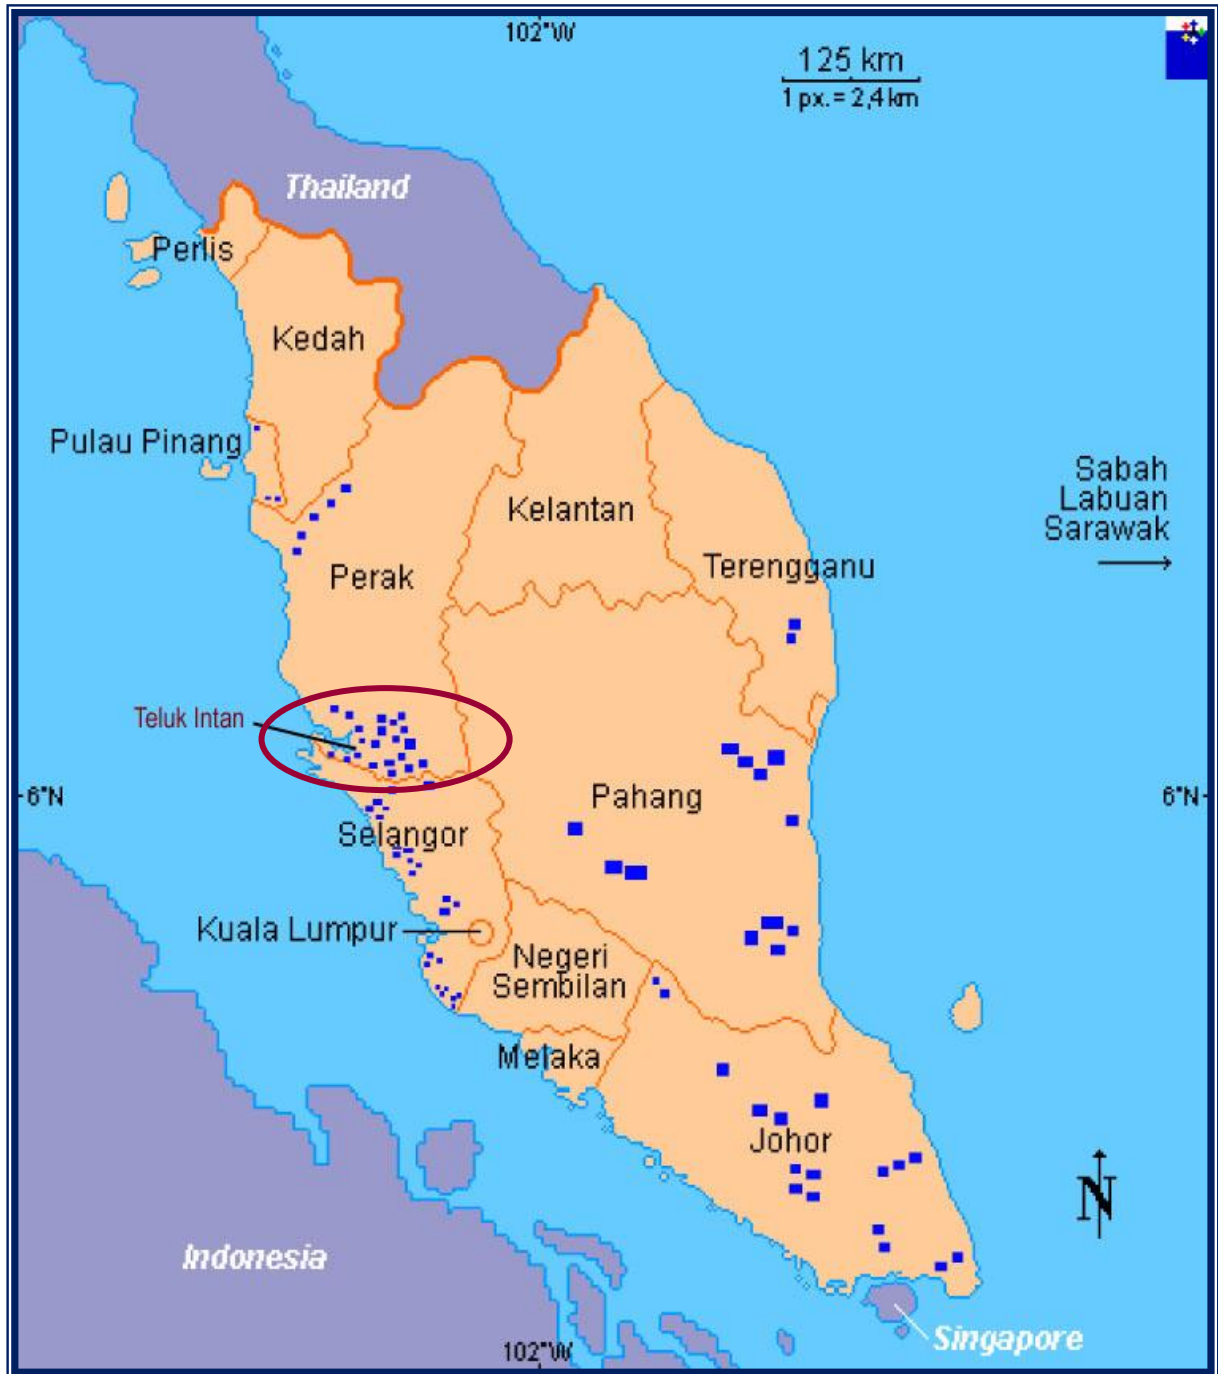 102°W
125 km
1 px. = 2,4 km
Thailand
Perlis
Kedah
Pulau Pinang
Sabah
Labuan
Sarawak
Kelantan
Terengganu
Perak
Teluk Intan
6°N
Pahang
6°N
Selangor
Kuala Lumpur
Negeri
Sembilan
Melaka
Johor
N
Indonesia
Singapore
102°W